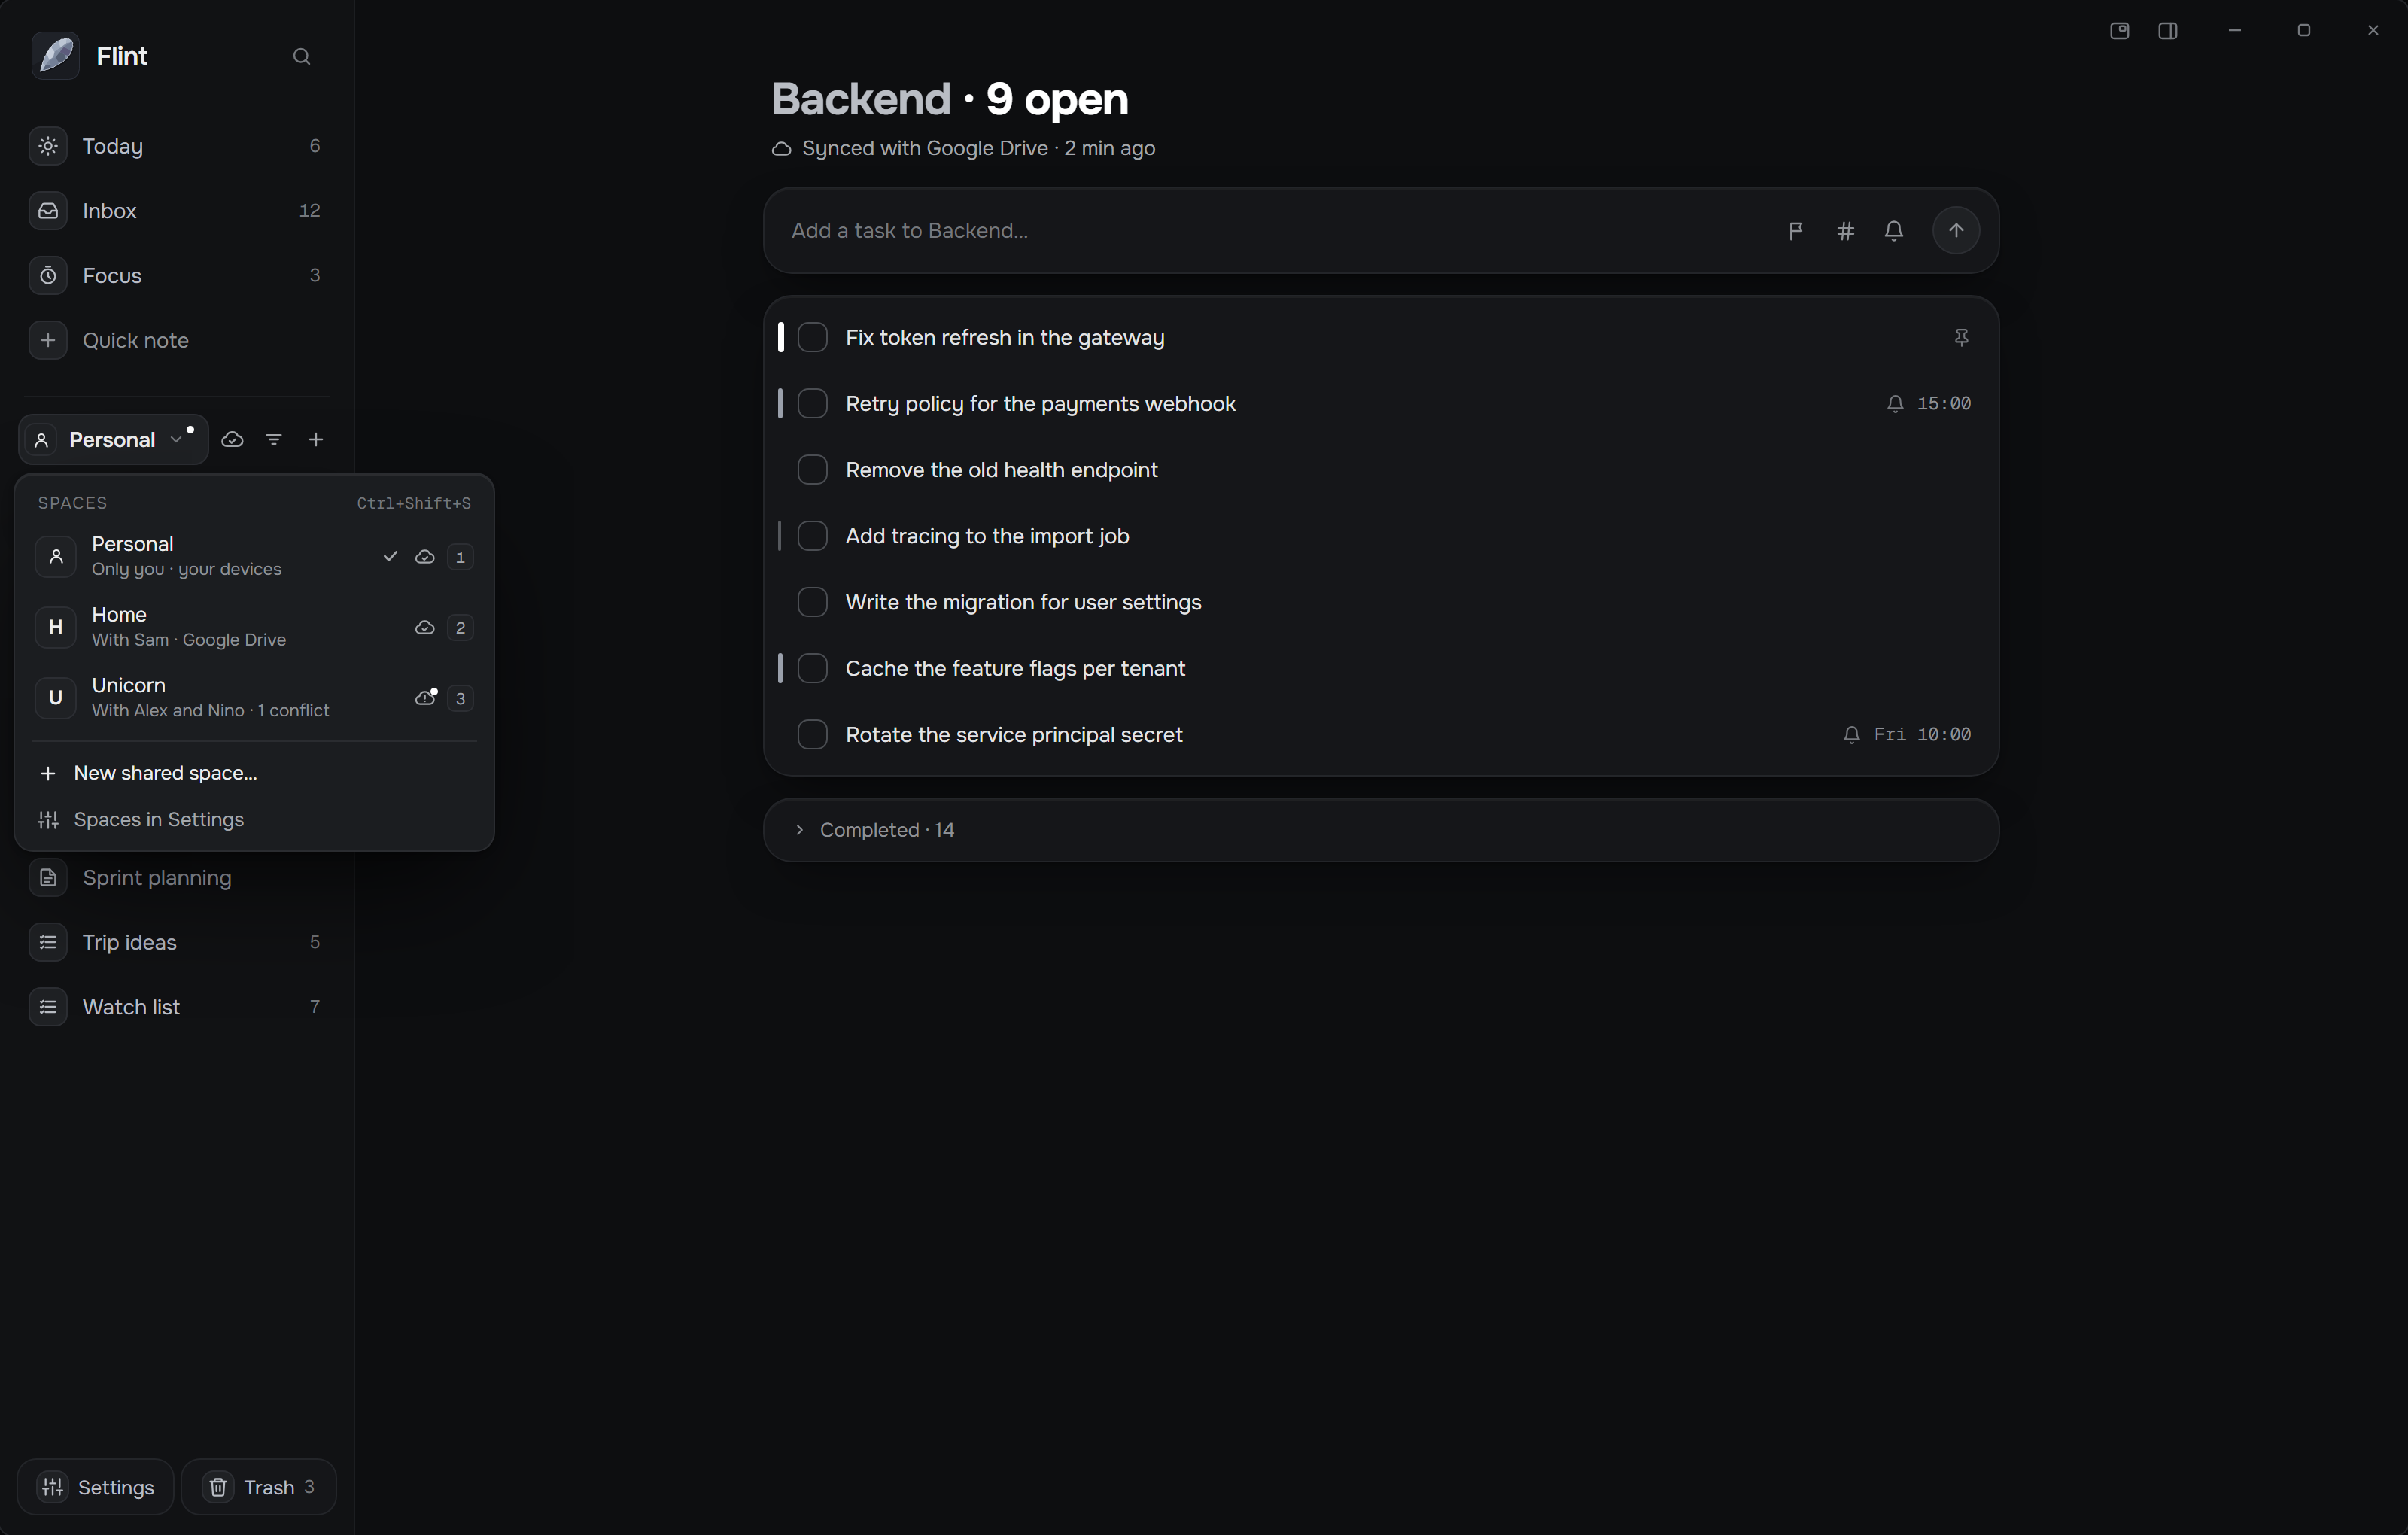 Flint
Today 6
Inbox 12
Focus 3
Quick note
Personal
SPACES Ctrl+Shift+S
Personal 1
Only you · your devices
H Home 2
With Sam · Google Drive
U Unicorn 3
With Alex and Nino · 1 conflict
New shared space...
Spaces in Settings
Sprint planning
Trip ideas 5
Watch list 7
Settings
Trash 3
Backend · 9 open
Synced with Google Drive · 2 min ago
Add a task to Backend...
Fix token refresh in the gateway
Retry policy for the payments webhook 15:00
Remove the old health endpoint
Add tracing to the import job
Write the migration for user settings
Cache the feature flags per tenant
Rotate the service principal secret Fri 10:00
Completed · 14